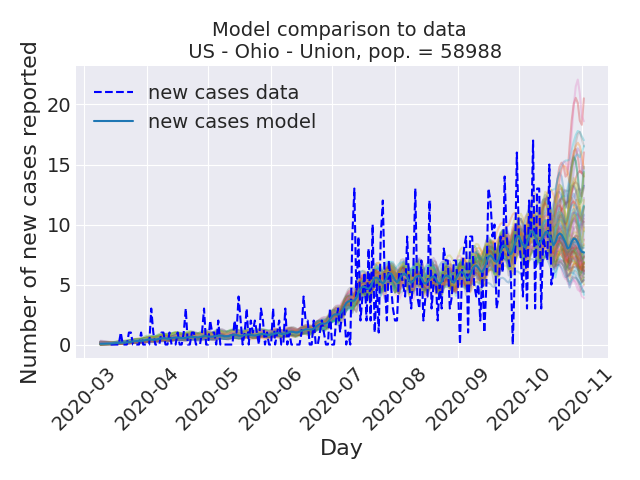 Model comparison to data
US - Ohio - Union, pop. = 58988
new cases data
new cases model
Number of new cases reported
20
15
10
5
0
2020-03
2020-04
2020-05
2020-06
2020-07
2020-08
2020-09
2020-10
2020-11
Day